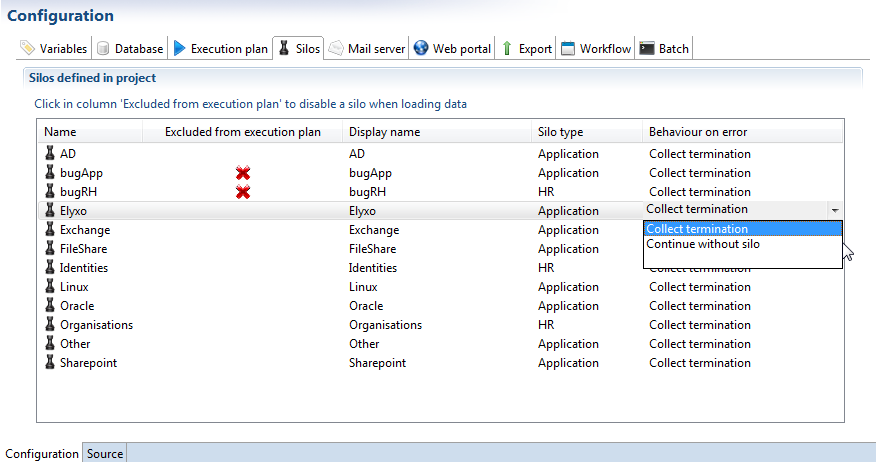 Configuration
Variables Database Execution plan Silos Mail server Web portal Export Workflow Batch
Silos defined in project
Click in column 'Excluded from execution plan' to disable a silo when loading data
Name Excluded from execution plan Display name Silo type Behaviour on error
AD AD Application Collect termination
bugApp bugApp Application Collect termination
bugRH bugRH HR Collect termination
Elyxo Elyxo Application Collect termination
Exchange Exchange Application Collect termination
FileShare FileShare Application Continue without silo
Identities Identities HR Collect termination
Linux Linux Application Collect termination
Oracle Oracle Application Collect termination
Organisations Organisations HR Collect termination
Other Other Application Collect termination
Sharepoint Sharepoint Application Collect termination
Configuration Source